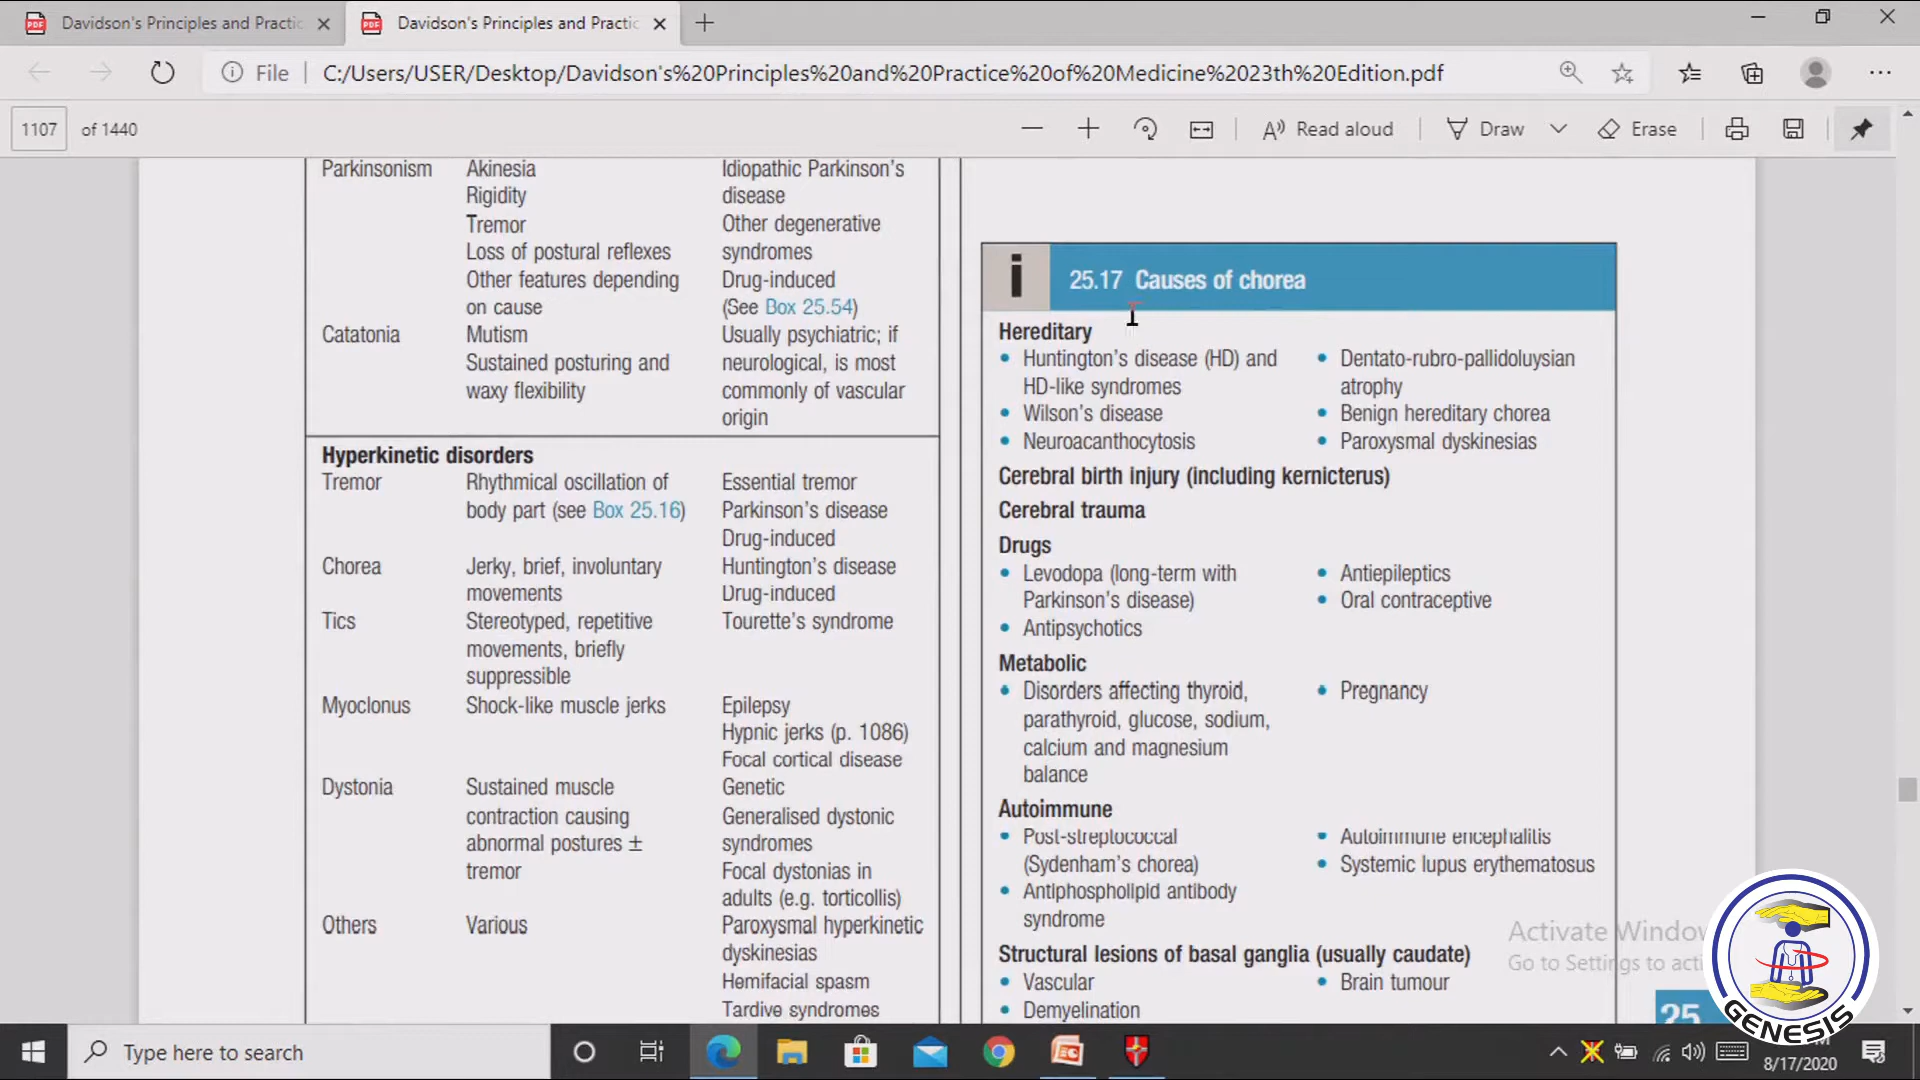 Davidson's Principles and Practic
Davidson's Principles and Practic
File
C:/Users/USER/Desktop/Davidson's%20Principles%20and%20Practice%20of%20Medicine%2023th%20Edition.pdf
1107 of 1440
Read aloud
Draw
Erase
Parkinsonism Akinesia Idiopathic Parkinson's
Rigidity disease
Tremor Other degenerative
Loss of postural reflexes syndromes
Other features depending Drug-induced
on cause (See Box 25.54)
Catatonia Mutism Usually psychiatric; if
Sustained posturing and neurological, is most
waxy flexibility commonly of vascular
origin
Hyperkinetic disorders
Tremor Rhythmical oscillation of Essential tremor
body part (see Box 25.16) Parkinson's disease
Drug-induced
Chorea Jerky, brief, involuntary Huntington's disease
movements Drug-induced
Tics Stereotyped, repetitive Tourette's syndrome
movements, briefly
suppressible
Myoclonus Shock-like muscle jerks Epilepsy
Hypnic jerks (p. 1086)
Focal cortical disease
Dystonia Sustained muscle Genetic
contraction causing Generalised dystonic
abnormal postures ± syndromes
tremor Focal dystonias in
adults (e.g. torticollis)
Others Various Paroxysmal hyperkinetic
dyskinesias
Hemifacial spasm
Tardive syndromes
i 25.17 Causes of chorea
Hereditary
• Huntington's disease (HD) and
HD-like syndromes
• Wilson's disease
• Neuroacanthocytosis
• Dentato-rubro-pallidoluysian
atrophy
• Benign hereditary chorea
• Paroxysmal dyskinesias
Cerebral birth injury (including kernicterus)
Cerebral trauma
Drugs
• Levodopa (long-term with
Parkinson's disease)
• Antipsychotics
• Antiepileptics
• Oral contraceptive
Metabolic
• Disorders affecting thyroid,
parathyroid, glucose, sodium,
calcium and magnesium
balance
• Pregnancy
Autoimmune
• Post-streptococcal
(Sydenham's chorea)
• Antiphospholipid antibody
syndrome
• Autoimmune encephalitis
• Systemic lupus erythematosus
Structural lesions of basal ganglia (usually caudate)
• Vascular
• Demyelination
• Brain tumour
Activate Window
Go to Settings to acti
25
GENESIS
Type here to search
8/17/2020